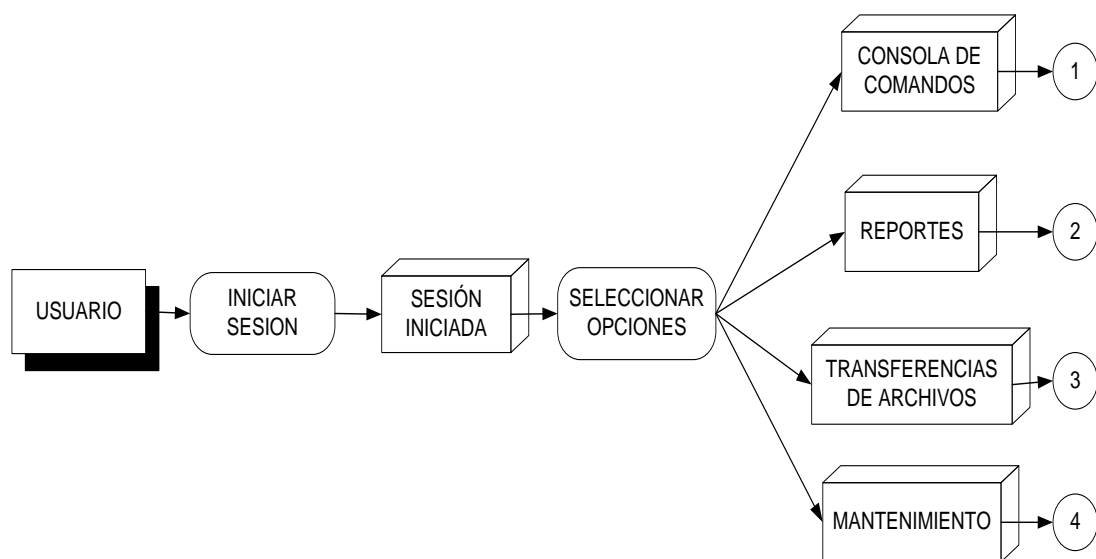 CONSOLA DE
COMANDOS
1
REPORTES
2
USUARIO
INICIAR
SESION
SESIÓN
INICIADA
SELECCIONAR
OPCIONES
TRANSFERENCIAS
DE ARCHIVOS
3
MANTENIMIENTO
4